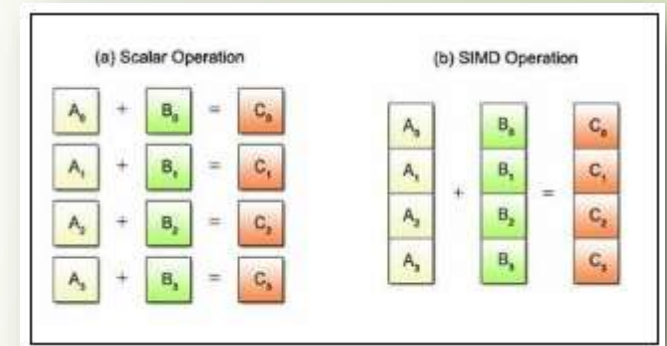 (a) Scalar Operation
(b) SIMD Operation
A₀ + B₀ = C₀
A₁ + B₁ = C₁
A₂ + B₂ = C₂
A₃ + B₃ = C₃
A₀ B₀ C₀
A₁ B₁ C₁
+ =
A₂ B₂ C₂
A₃ B₃ C₃